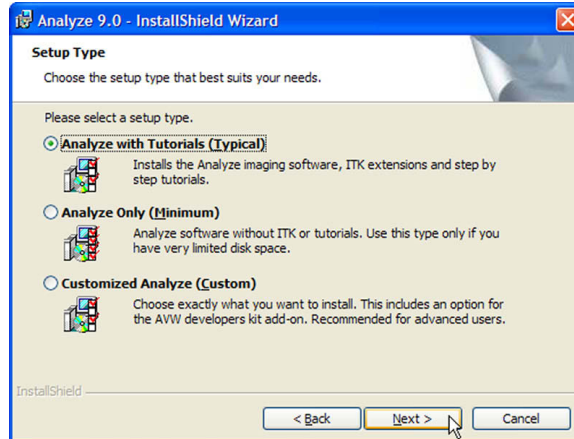 Analyze 9.0 - InstallShield Wizard
Setup Type
Choose the setup type that best suits your needs.
Please select a setup type.
Analyze with Tutorials (Typical)
Installs the Analyze imaging software, ITK extensions and step by
step tutorials.
Analyze Only (Minimum)
Analyze software without ITK or tutorials. Use this type only if you
have very limited disk space.
Customized Analyze (Custom)
Choose exactly what you want to install. This includes an option for
the AVW developers kit add-on. Recommended for advanced users.
InstallShield
< Back Next > Cancel